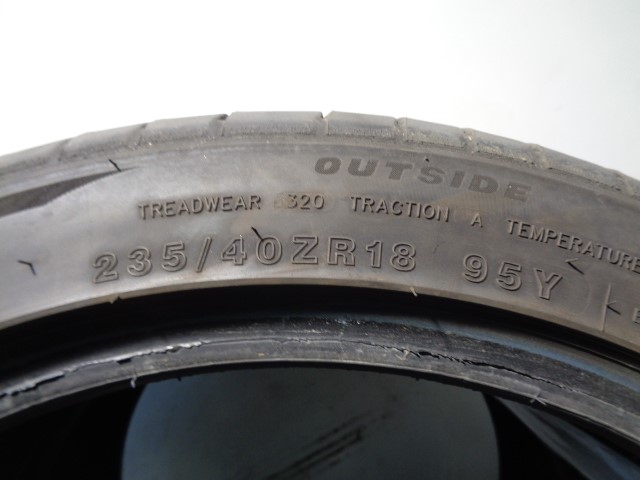 OUTSIDE
TREADWEAR 320 TRACTION A TEMPERATURE
235/40ZR18 95Y